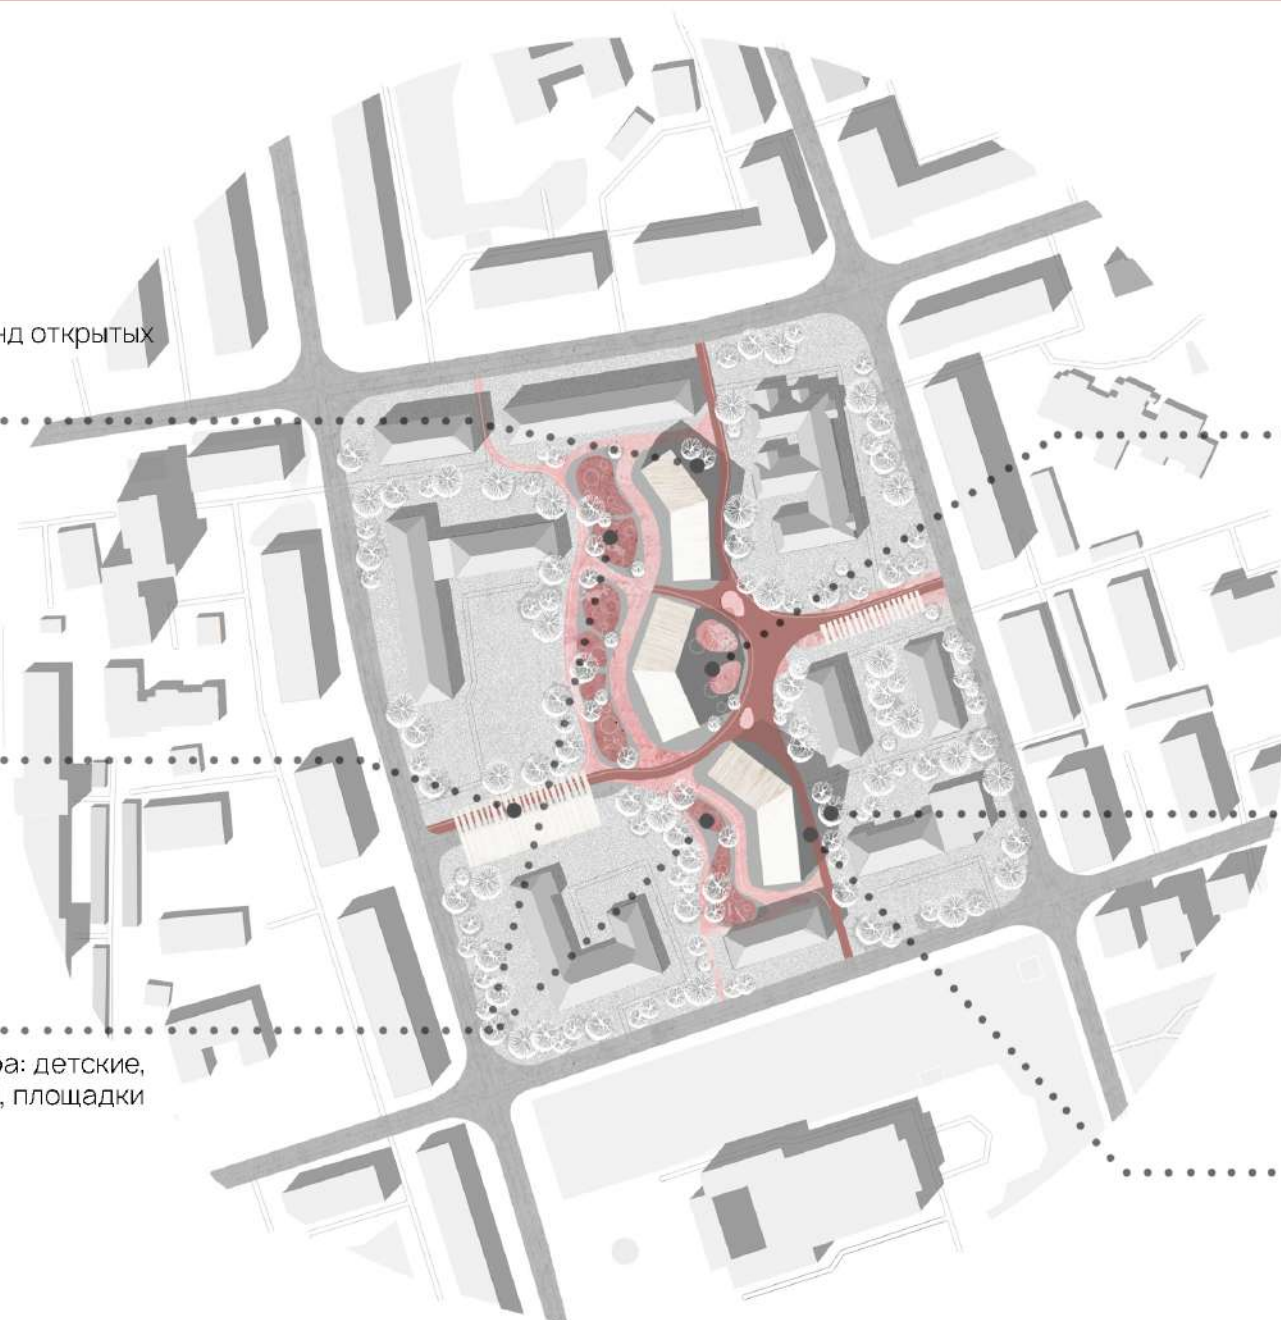 нд открытых
ра: детские,
, площадки